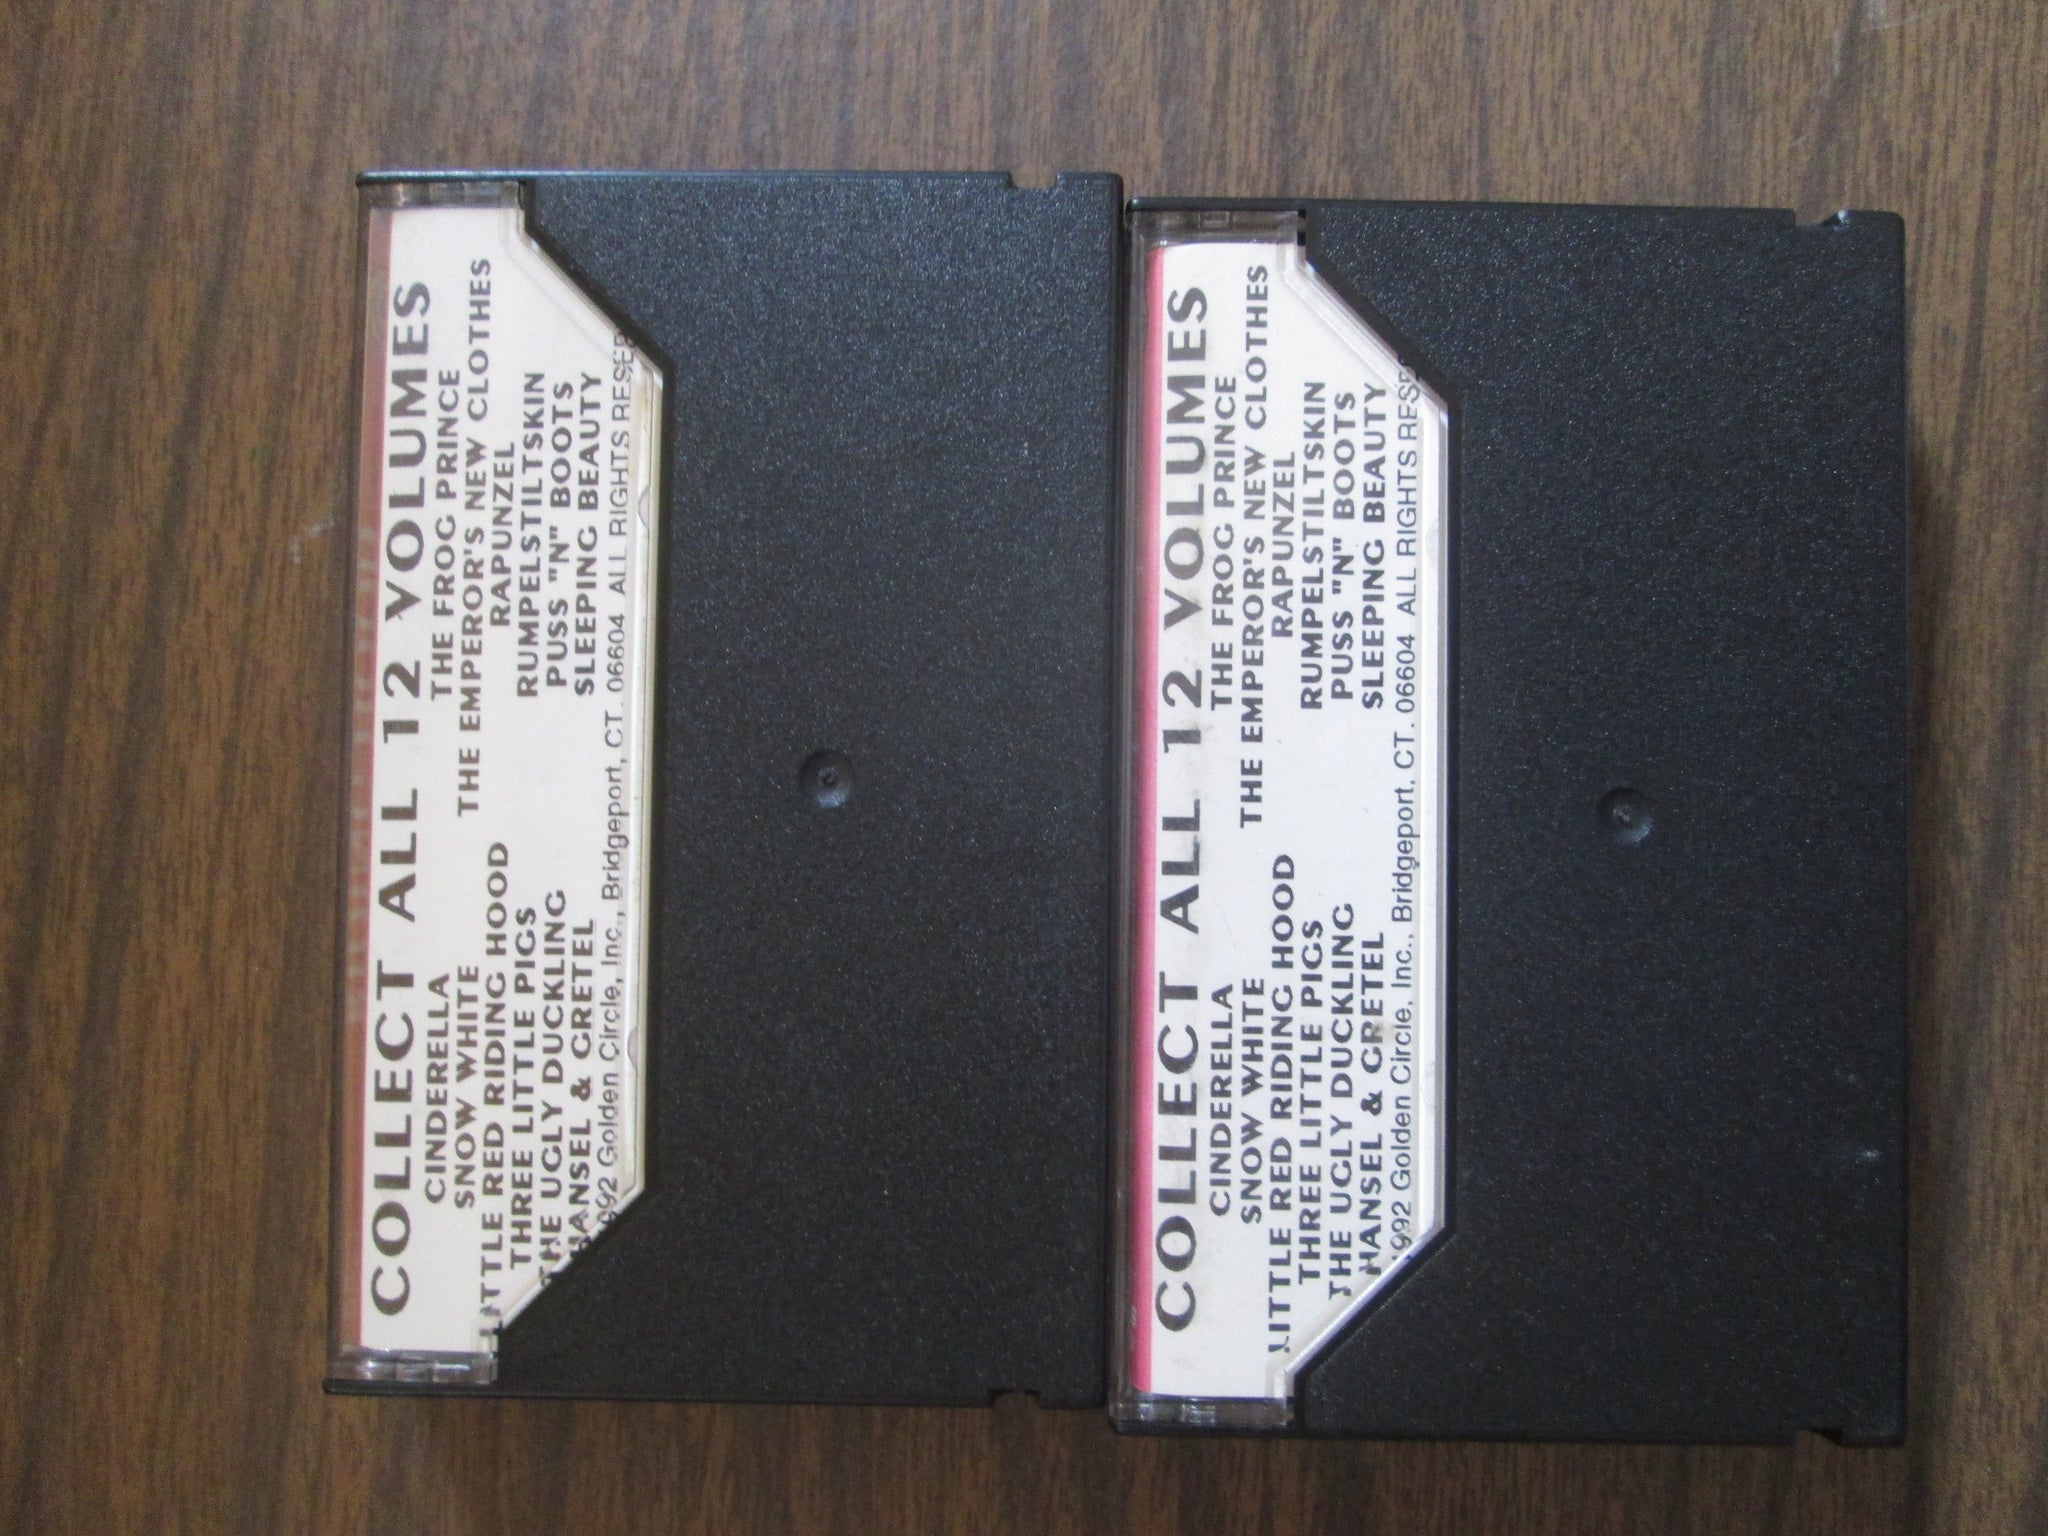 COLLECT ALL 12 VOLUMES
CINDERELLA
SNOW WHITE
LITTLE RED RIDING HOOD
THREE LITTLE PIGS
THE UGLY DUCKLING
HANSEL & GRETEL
THE FROG PRINCE
THE EMPEROR'S NEW CLOTHES
RAPUNZEL
RUMPELSTILTSKIN
PUSS "N" BOOTS
SLEEPING BEAUTY
992 Golden Circle, Inc., Bridgeport, CT. 06604 ALL RIGHTS RESER
COLLECT ALL 12 VOLUMES
CINDERELLA
SNOW WHITE
LITTLE RED RIDING HOOD
THREE LITTLE PIGS
THE UGLY DUCKLING
HANSEL & GRETEL
THE FROG PRINCE
THE EMPEROR'S NEW CLOTHES
RAPUNZEL
RUMPELSTILTSKIN
PUSS "N" BOOTS
SLEEPING BEAUTY
1992 Golden Circle, Inc., Bridgeport, CT. 06604 ALL RIGHTS RESER